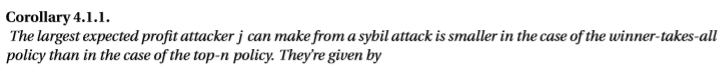 Corollary 4.1.1.
The largest expected profit attacker j can make from a sybil attack is smaller in the case of the winner-takes-all
policy than in the case of the top-n policy. They're given by